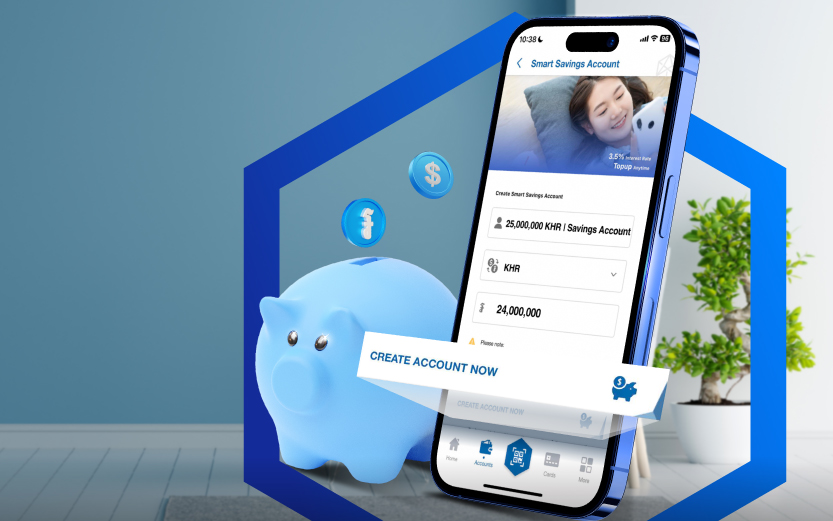 10:38
96
Smart Savings Account
3.5% Interest Rate
Topup Anytime
Create Smart Savings Account
25,000,000 KHR | Savings Account
KHR
24,000,000
Please note
CREATE ACCOUNT NOW
CREATE ACCOUNT NOW
Home
Accounts
Cards
More
$
៛
$